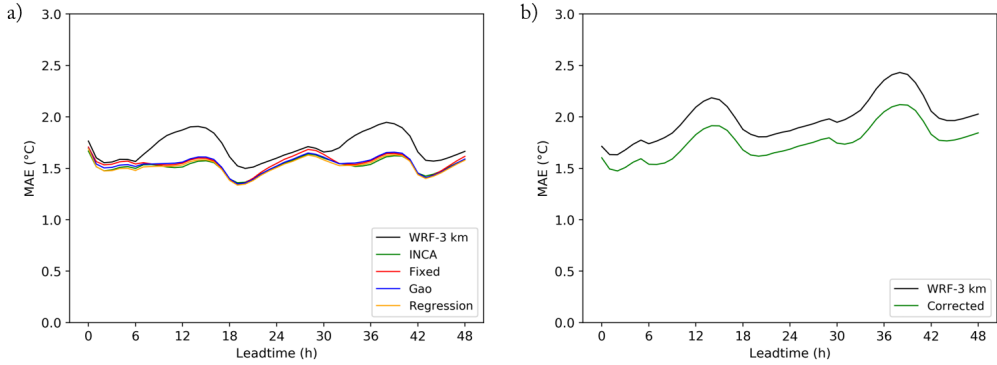 a)
3.0
2.5
2.0
1.5
1.0
0.5
0.0
MAE (°C)
0 6 12 18 24 30 36 42 48
Leadtime (h)
WRF-3 km
INCA
Fixed
Gao
Regression
b)
3.0
2.5
2.0
1.5
1.0
0.5
0.0
MAE (°C)
0 6 12 18 24 30 36 42 48
Leadtime (h)
WRF-3 km
Corrected